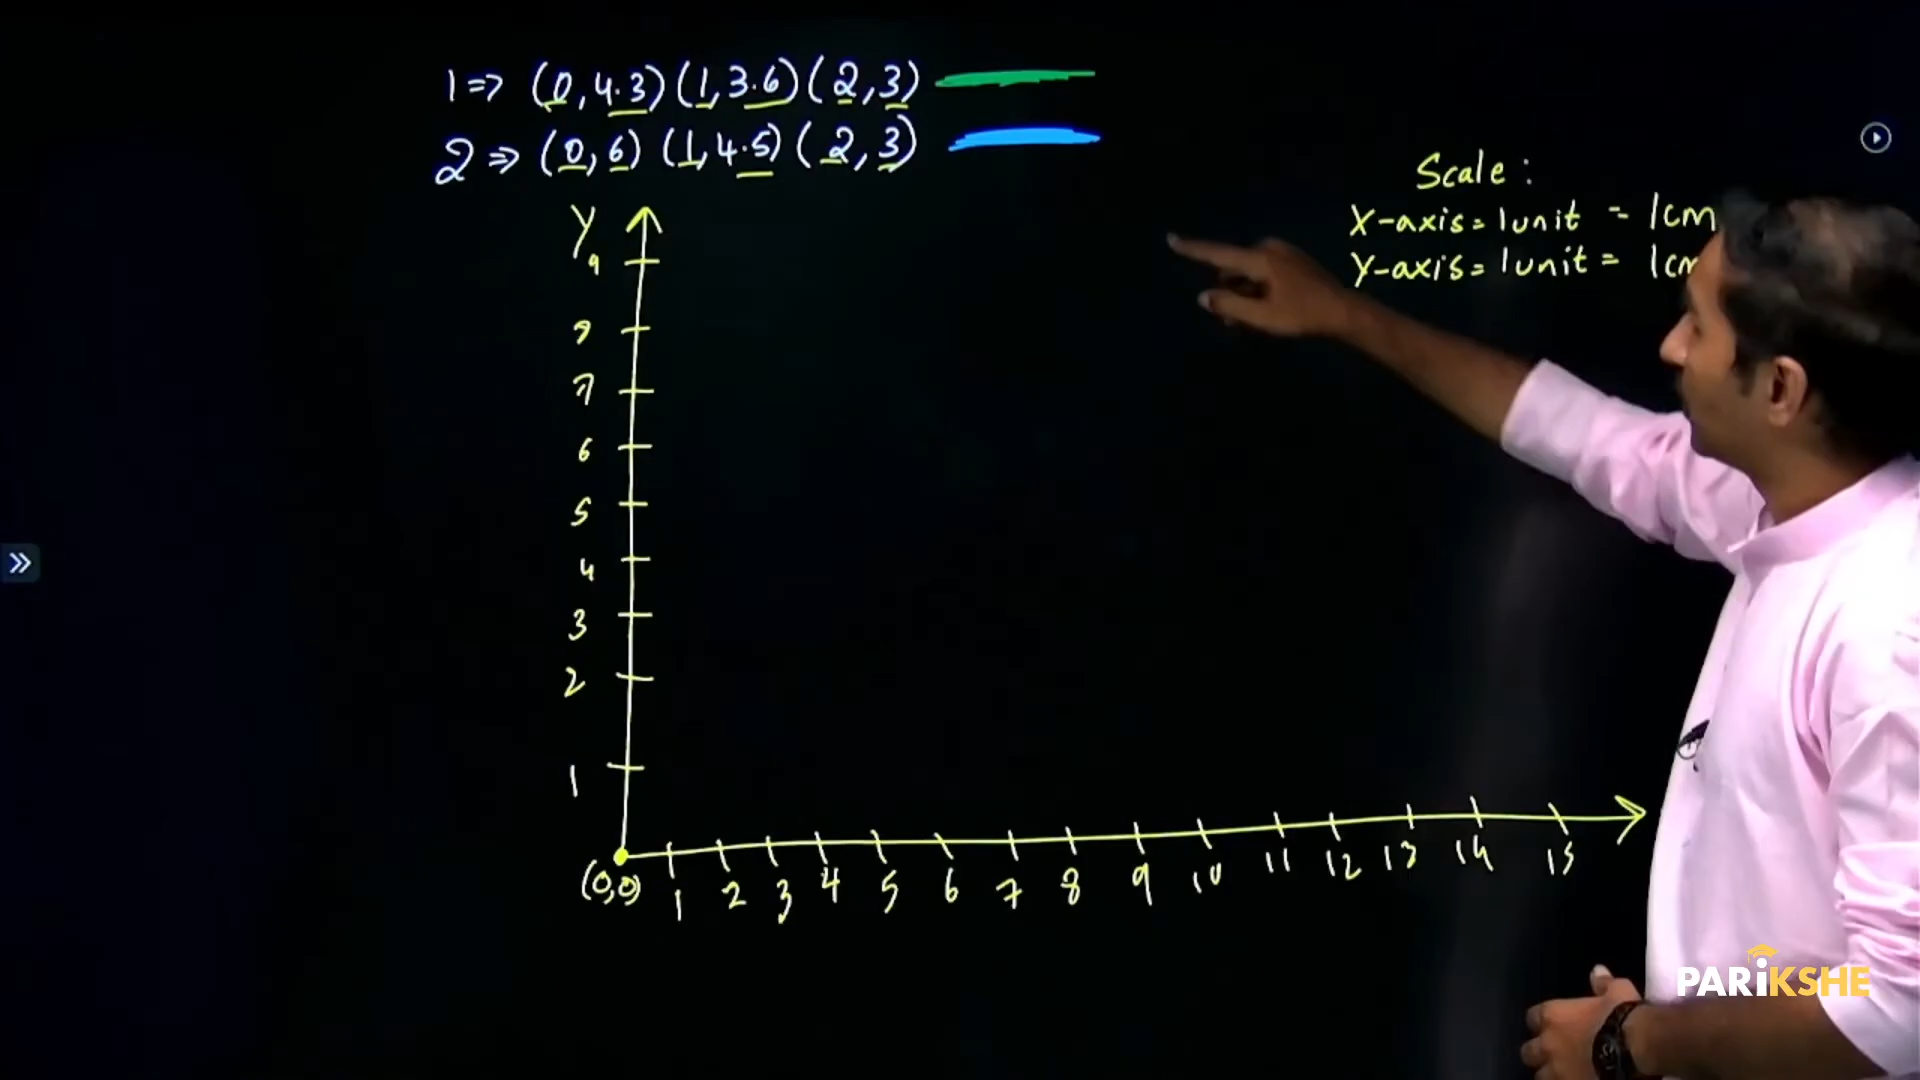 1⇒ (0,4.3)(1,3.6)(2,3)
2⇒ (0,6)(1,4.5)(2,3)
Scale:
X-axis=1unit = 1cm
Y-axis=1unit = 1cm
Y
9
8
7
6
5
4
3
2
1
(0,0) 1 2 3 4 5 6 7 8 9 10 11 12 13 14 15
PARIKSHE